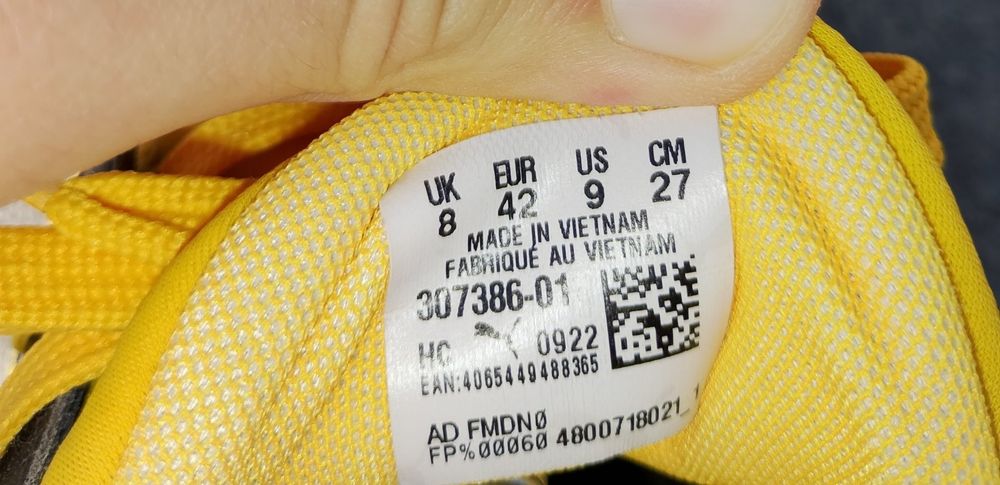 UK EUR US CM
8 42 9 27
MADE IN VIETNAM
FABRIQUÉ AU VIETNAM
307386-01
HC 0922
EAN:4065449488365
AD FMDN0
FP%00060 4800718021_